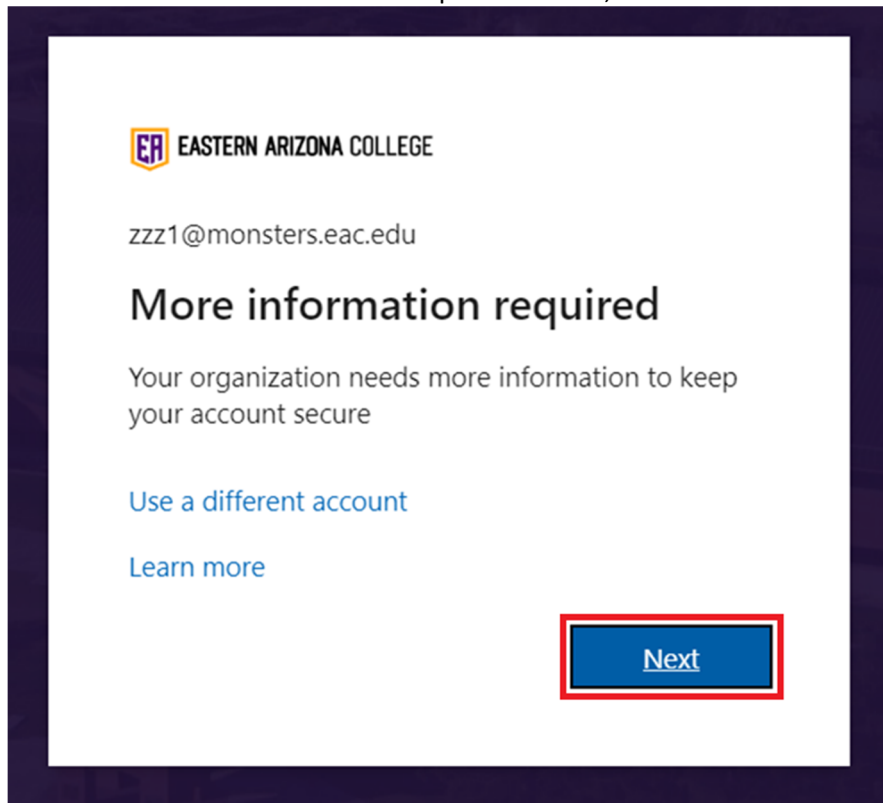 EA EASTERN ARIZONA COLLEGE
zzz1@monsters.eac.edu
More information required
Your organization needs more information to keep
your account secure
Use a different account
Learn more
Next